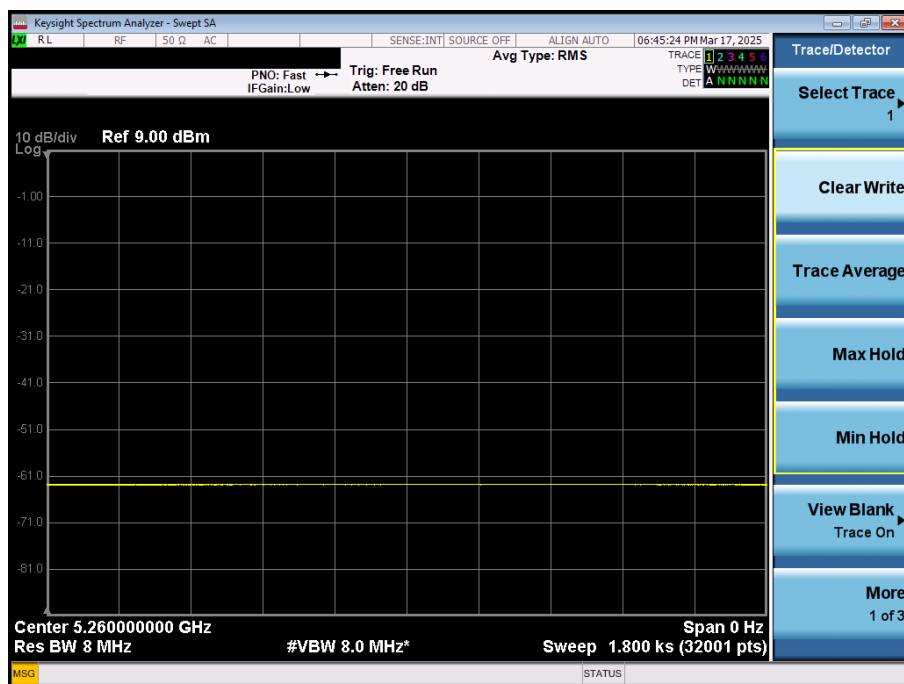 Keysight Spectrum Analyzer - Swept SA
LXI RL RF 50 Ω AC SENSE:INT SOURCE OFF ALIGN AUTO 06:45:24 PM Mar 17, 2025
Avg Type: RMS
TRACE 1 2 3 4 5 6
TYPE WWWWWW
DET A N N N N N
PNO: Fast
IFGain:Low
Trig: Free Run
Atten: 20 dB
10 dB/div
Log
Ref 9.00 dBm
-1.00
-11.0
-21.0
-31.0
-41.0
-51.0
-61.0
-71.0
-81.0
Center 5.260000000 GHz
Span 0 Hz
Res BW 8 MHz
#VBW 8.0 MHz*
Sweep 1.800 ks (32001 pts)
MSG
STATUS
Trace/Detector
Select Trace
1
Clear Write
Trace Average
Max Hold
Min Hold
View Blank
Trace On
More
1 of 3